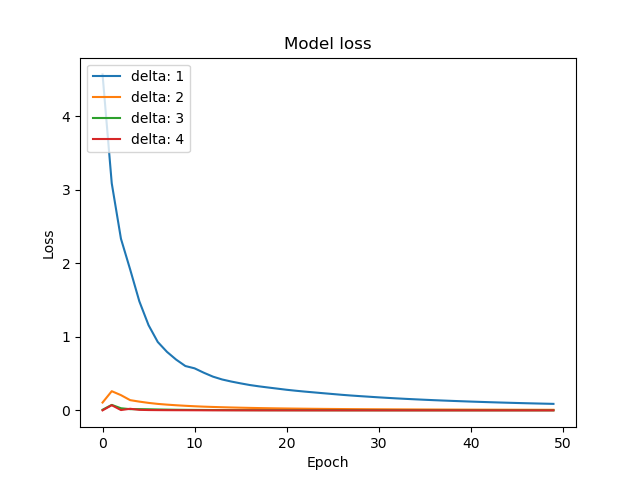 Model loss
delta: 1
delta: 2
delta: 3
delta: 4
Loss
4
3
2
1
0
0 10 20 30 40 50
Epoch